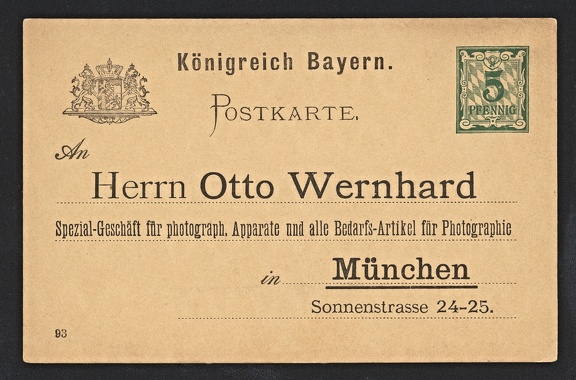 Königreich Bayern.
POSTKARTE.
5
PFENNIG
An
Herrn Otto Wernhard
Spezial-Geschäft für photograph. Apparate und alle Bedarfs-Artikel für Photographie
in München
Sonnenstrasse 24-25.
93